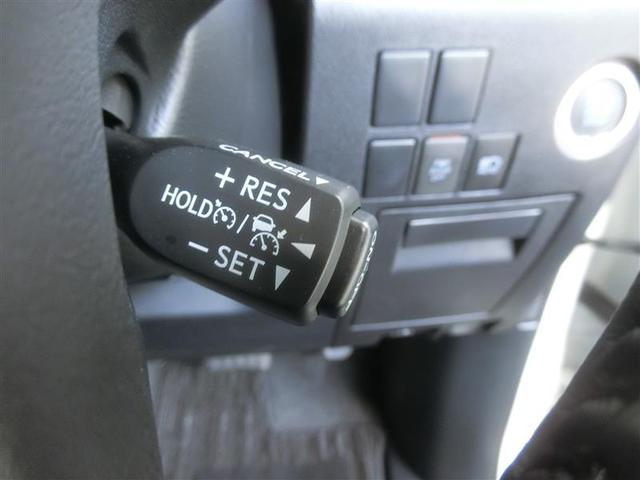 CANCEL
+ RES
HOLD /
− SET